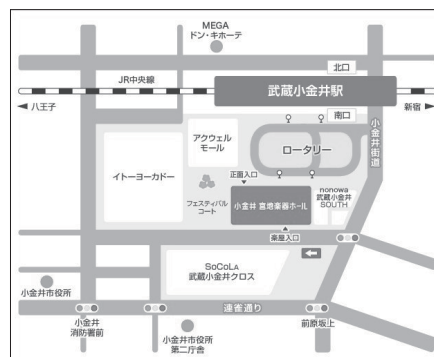 MEGA
ドン・キホーテ
北口
JR中央線
武蔵小金井駅
八王子
新宿
南口
小金井街道
アクウェル
モール
ロータリー
イトーヨーカドー
正面入口
フェスティバル
コート
小金井 宮地楽器ホール
nonowa
武蔵小金井
SOUTH
楽屋入口
SOCOLA
武蔵小金井クロス
小金井市役所
連雀通り
小金井
消防署前
前原坂上
小金井市役所
第二庁舎